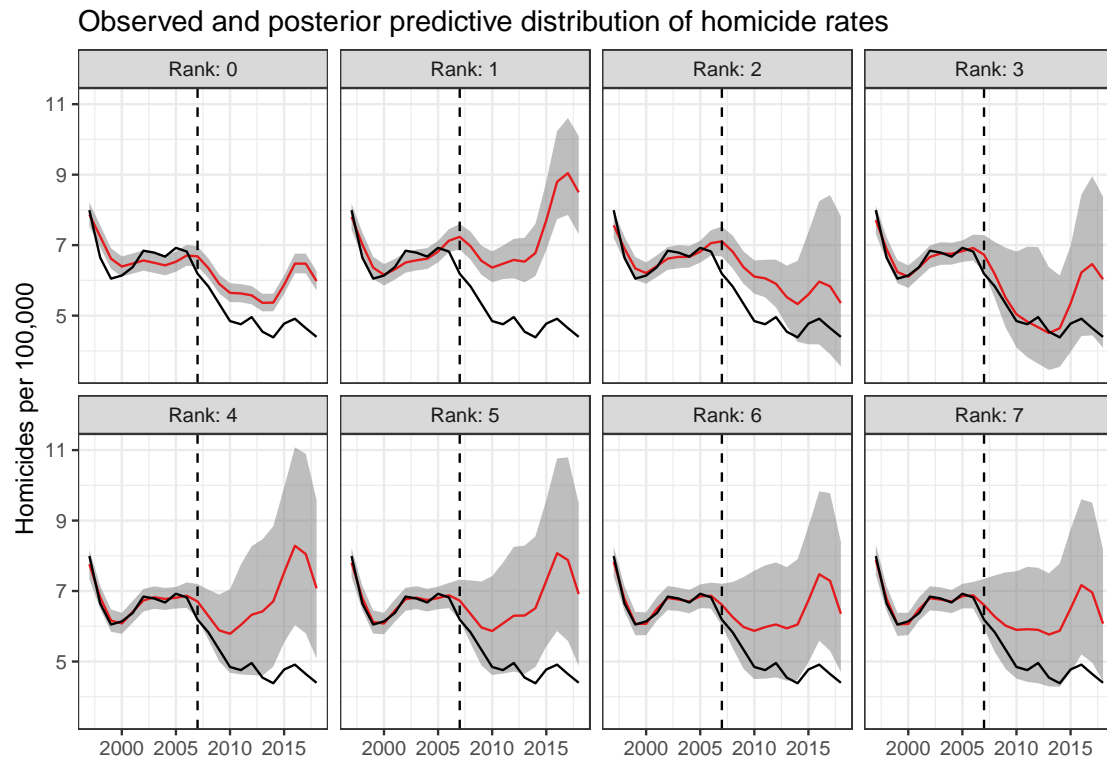 Observed and posterior predictive distribution of homicide rates
Rank: 0 Rank: 1 Rank: 2 Rank: 3
11
9
7
5
Rank: 4 Rank: 5 Rank: 6 Rank: 7
11
9
7
5
Homicides per 100,000
2000 2005 2010 2015 2000 2005 2010 2015 2000 2005 2010 2015 2000 2005 2010 2015